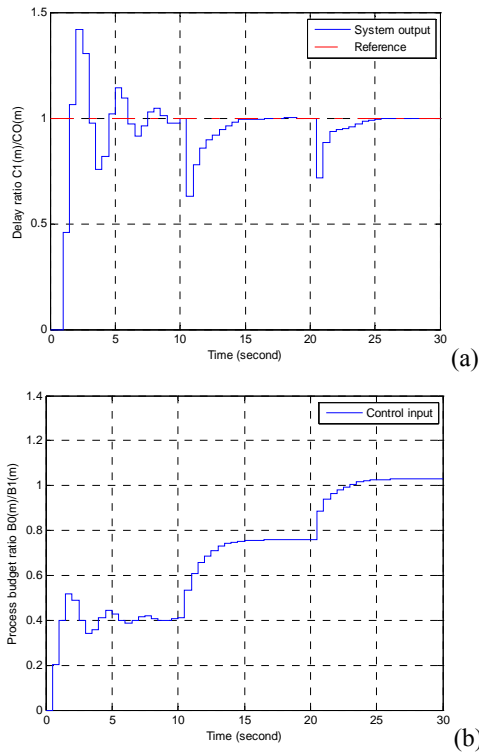 1.5
System output
Reference
1
0.5
0
Delay ratio C1(m)/CO(m)
0 5 10 15 20 25 30
Time (second)
(a)
1.4
Control input
1.2
1
0.8
0.6
0.4
0.2
0
Process budget ratio B0(m)/B1(m)
0 5 10 15 20 25 30
Time (second)
(b)